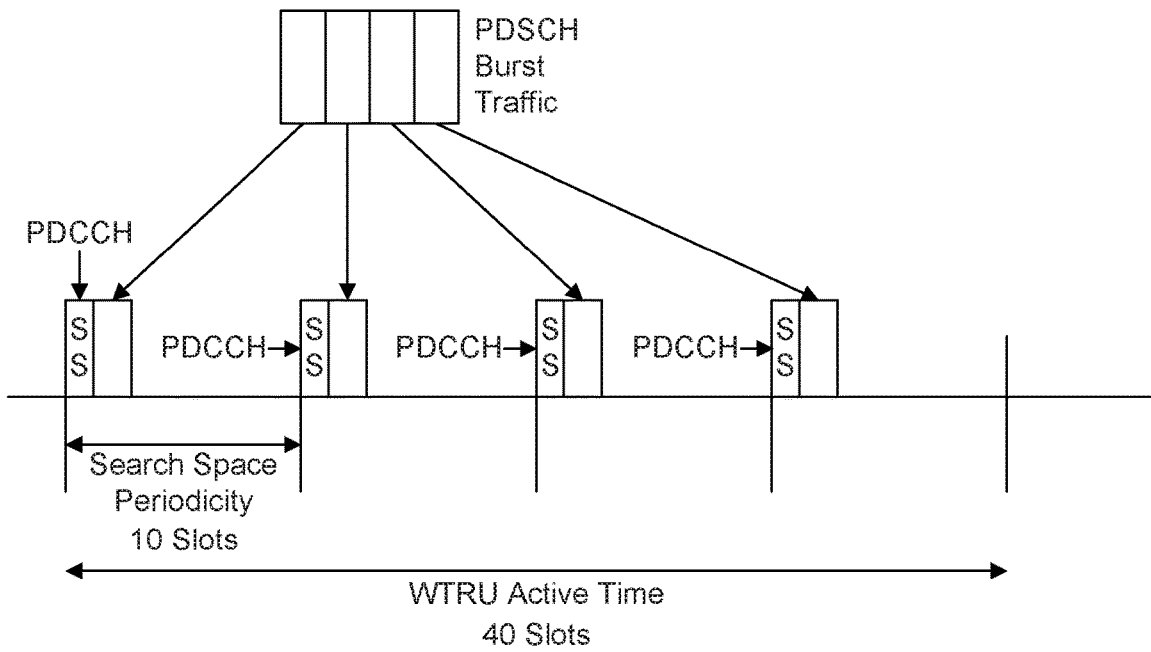 PDSCH
Burst
Traffic
PDCCH
S
S
PDCCH
S
S
PDCCH
S
S
PDCCH
S
S
Search Space
Periodicity
10 Slots
WTRU Active Time
40 Slots